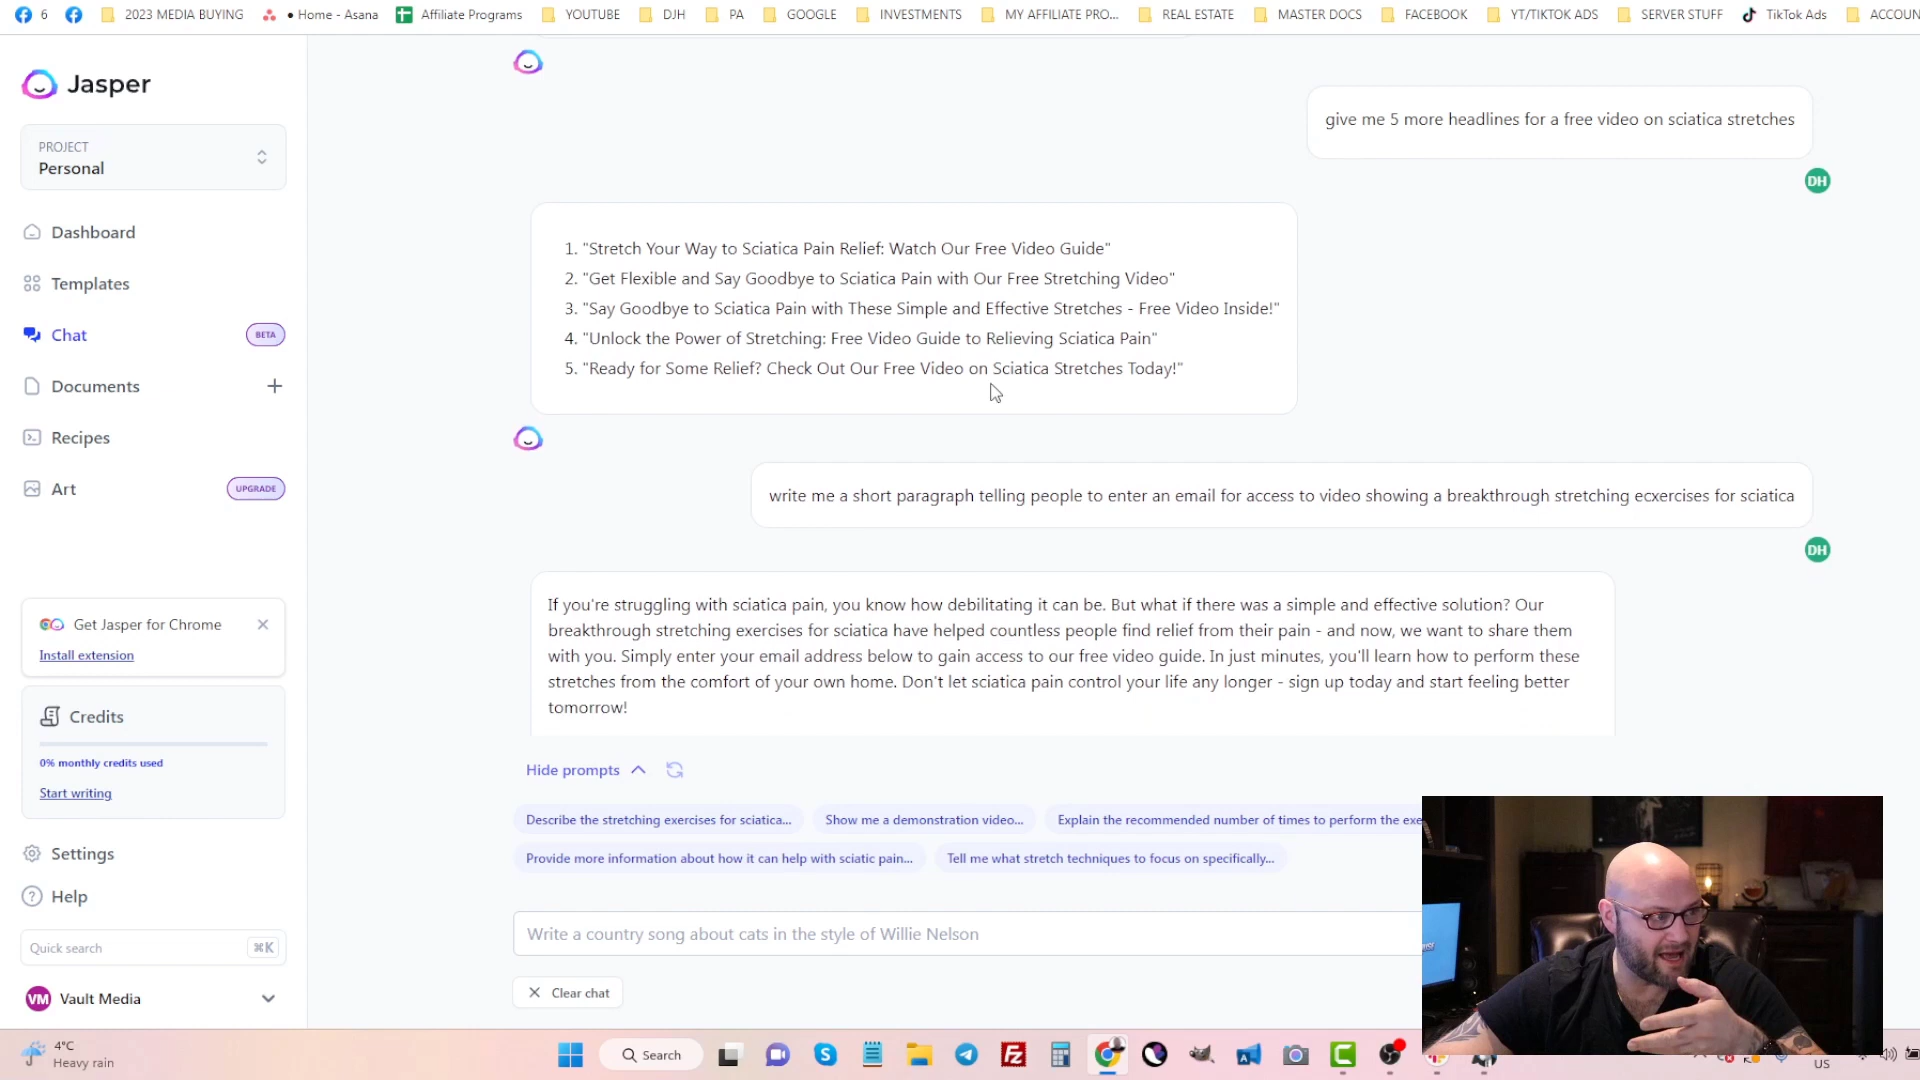 6
2023 MEDIA BUYING
• Home - Asana
Affiliate Programs
YOUTUBE
DJH
PA
GOOGLE
INVESTMENTS
MY AFFILIATE PRO...
REAL ESTATE
MASTER DOCS
FACEBOOK
YT/TIKTOK ADS
SERVER STUFF
TikTok Ads
ACCOUN
Jasper
PROJECT
Personal
Dashboard
Templates
Chat
BETA
Documents
Recipes
Art
UPGRADE
Get Jasper for Chrome
Install extension
Credits
0% monthly credits used
Start writing
Settings
Help
Quick search
⌘K
VM
Vault Media
give me 5 more headlines for a free video on sciatica stretches
DH
1. "Stretch Your Way to Sciatica Pain Relief: Watch Our Free Video Guide"
2. "Get Flexible and Say Goodbye to Sciatica Pain with Our Free Stretching Video"
3. "Say Goodbye to Sciatica Pain with These Simple and Effective Stretches - Free Video Inside!"
4. "Unlock the Power of Stretching: Free Video Guide to Relieving Sciatica Pain"
5. "Ready for Some Relief? Check Out Our Free Video on Sciatica Stretches Today!"
write me a short paragraph telling people to enter an email for access to video showing a breakthrough stretching ecxercises for sciatica
DH
If you're struggling with sciatica pain, you know how debilitating it can be. But what if there was a simple and effective solution? Our
breakthrough stretching exercises for sciatica have helped countless people find relief from their pain - and now, we want to share them
with you. Simply enter your email address below to gain access to our free video guide. In just minutes, you'll learn how to perform these
stretches from the comfort of your own home. Don't let sciatica pain control your life any longer - sign up today and start feeling better
tomorrow!
Hide prompts
Describe the stretching exercises for sciatica...
Show me a demonstration video...
Explain the recommended number of times to perform the exe
Provide more information about how it can help with sciatic pain...
Tell me what stretch techniques to focus on specifically...
Write a country song about cats in the style of Willie Nelson
Clear chat
4°C
Heavy rain
Search
US